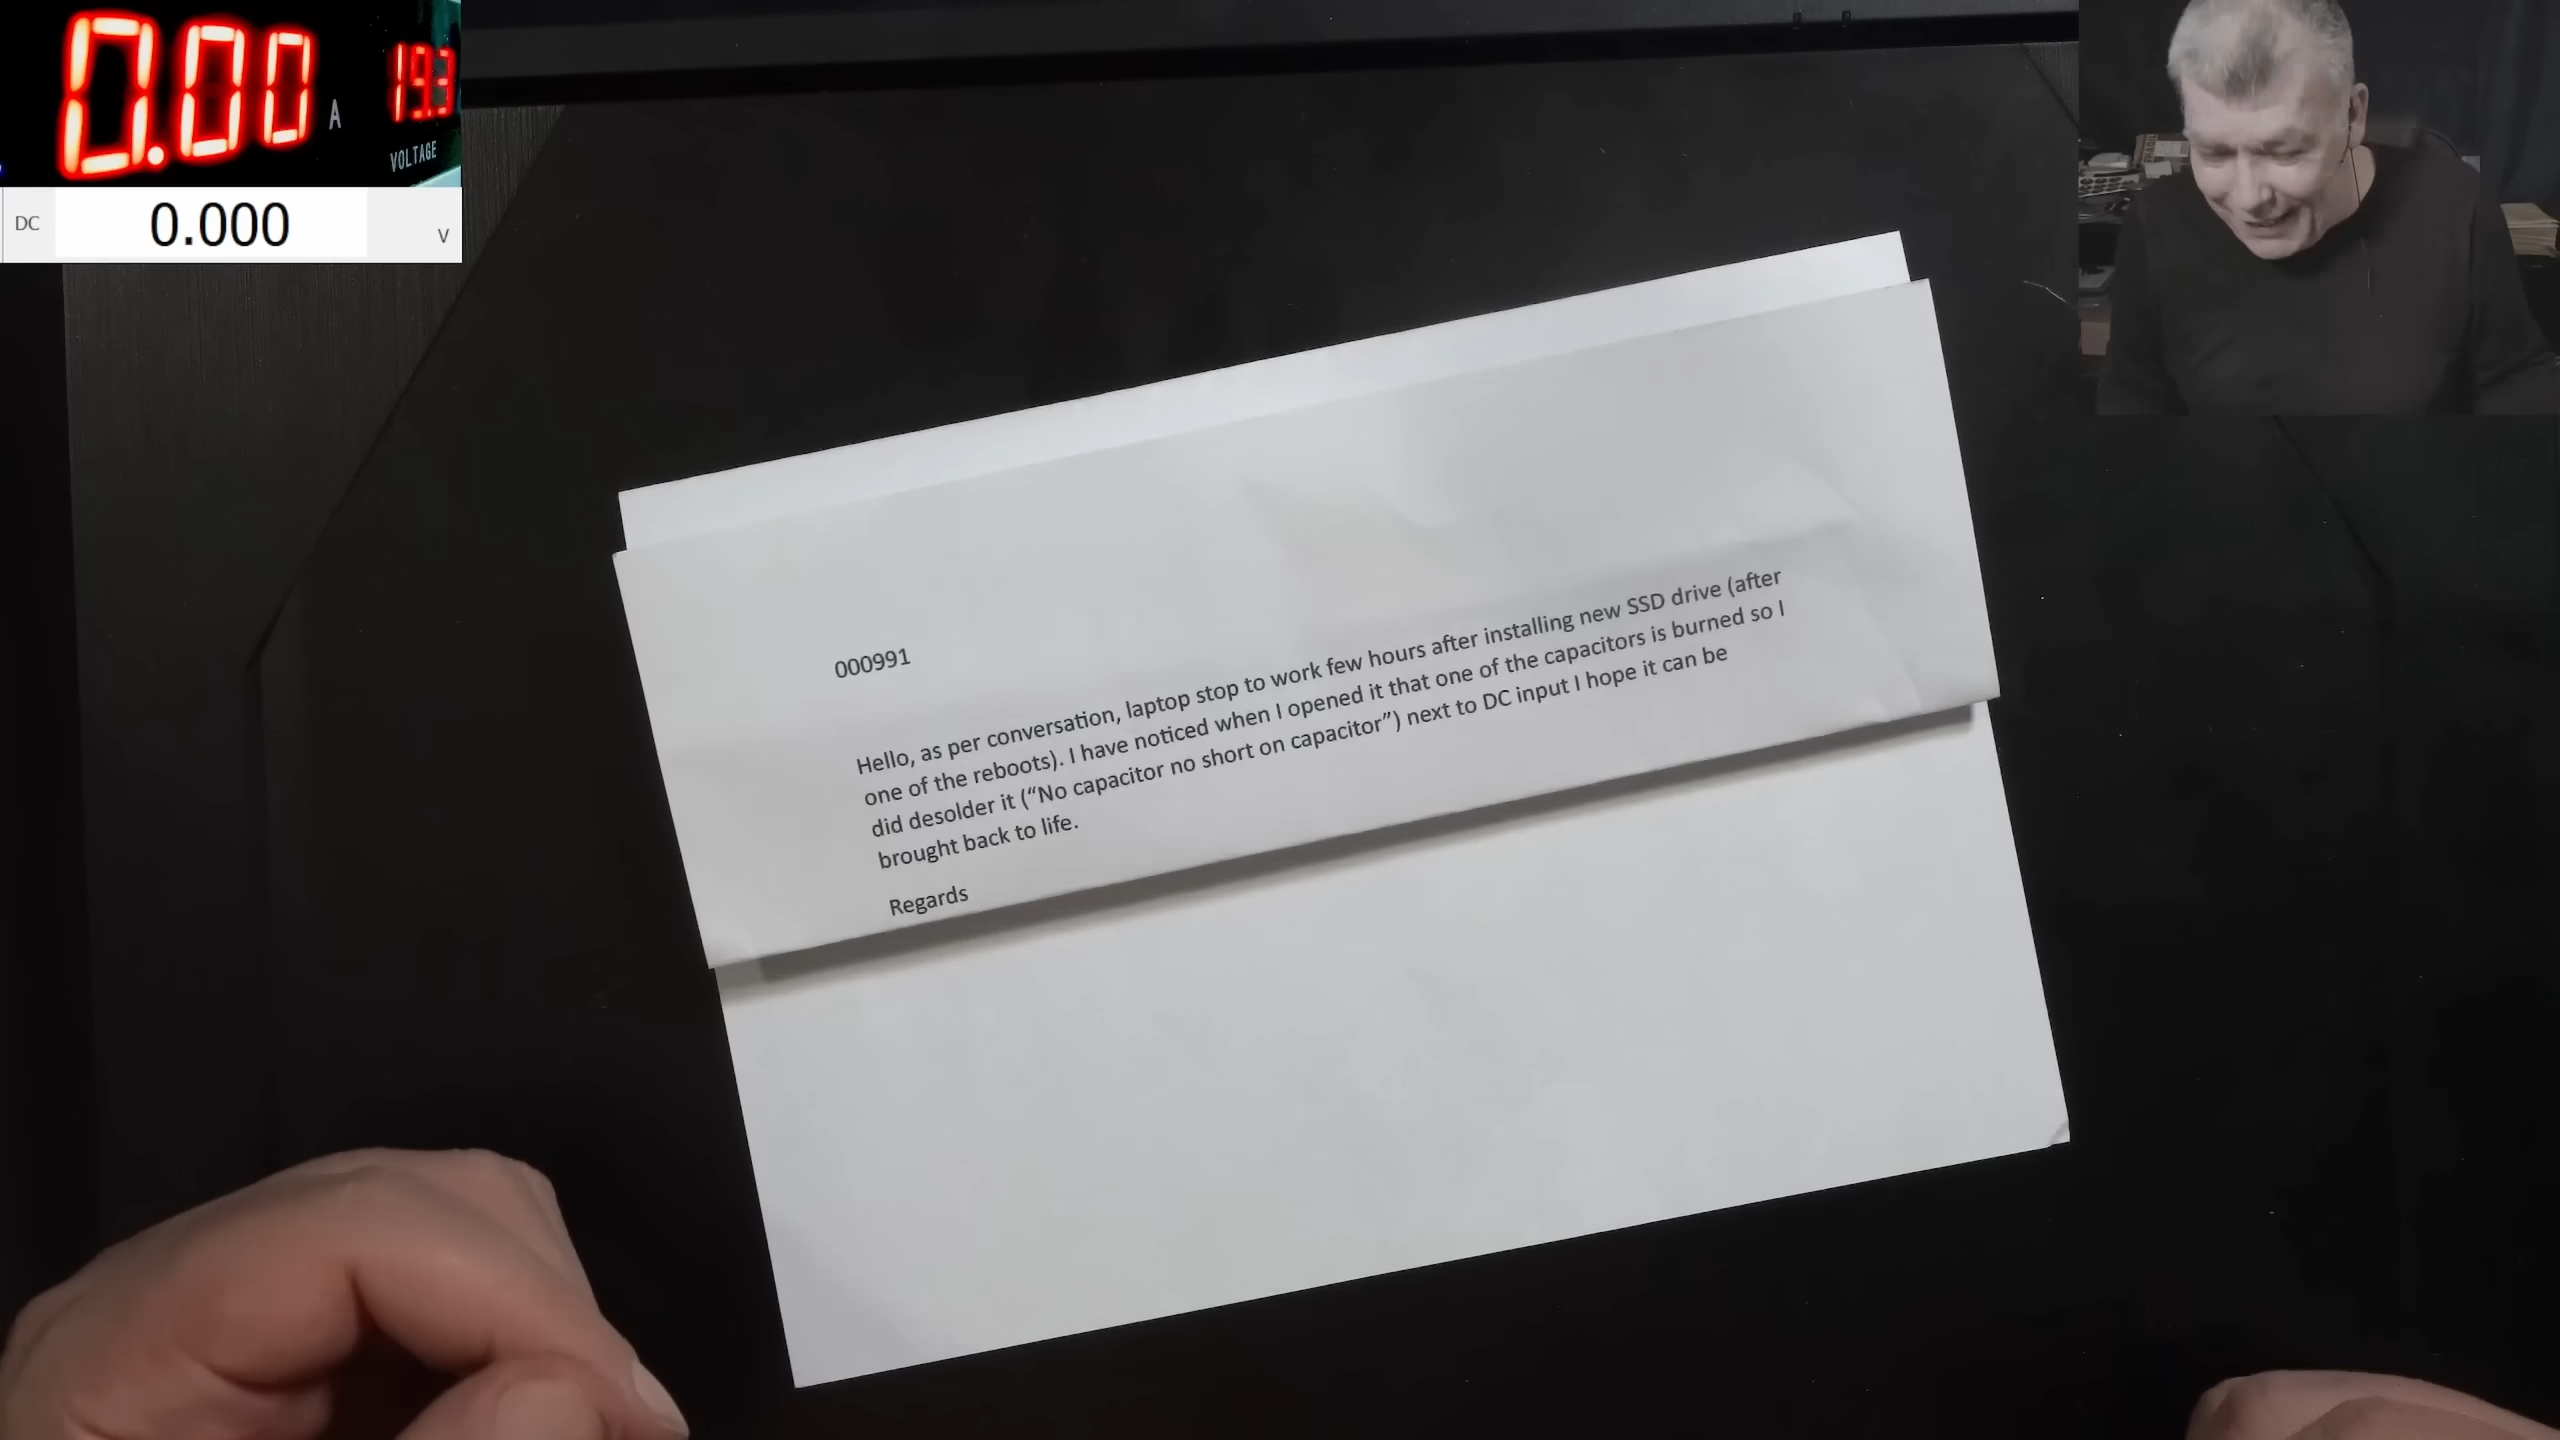 0.00 A 19.3
VOLTAGE
DC 0.000 V
000991
Hello, as per conversation, laptop stop to work few hours after installing new SSD drive (after
one of the reboots). I have noticed when I opened it that one of the capacitors is burned so I
did desolder it (“No capacitor no short on capacitor”) next to DC input I hope it can be
brought back to life.
Regards